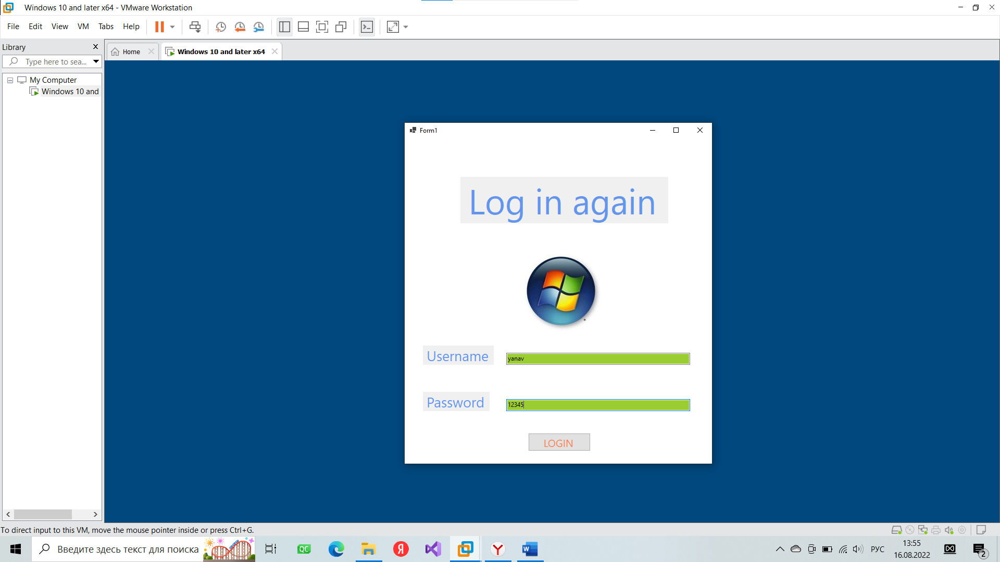 Windows 10 and later x64 - VMware Workstation
File Edit View VM Tabs Help
Library
Home
Windows 10 and later x64
Type here to sea...
My Computer
Windows 10 and
Form1
Log in again
Username
yanav
Password
12345
LOGIN
To direct input to this VM, move the mouse pointer inside or press Ctrl+G.
Введите здесь текст для поиска
QC
Я
Y
W
РУС
13:55
16.08.2022
2